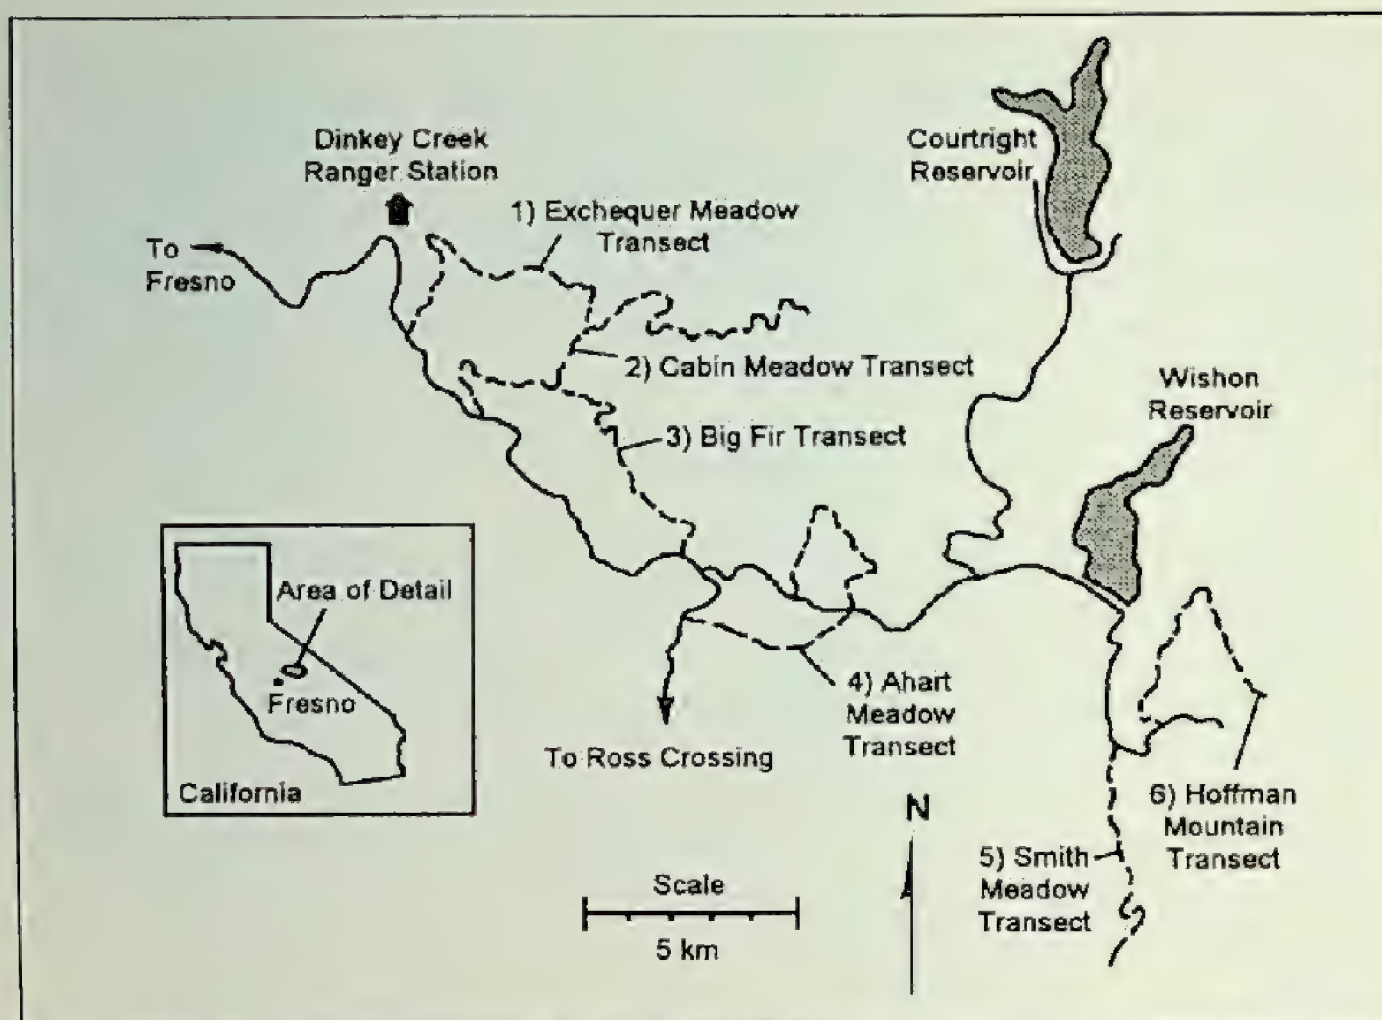 Dinkey Creek
Ranger Station
Courtright
Reservoir
1) Exchequer Meadow
Transect
To
Fresno
2) Cabin Meadow Transect
Wishon
Reservoir
3) Big Fir Transect
Area of Detail
Fresno
California
4) Ahart
Meadow
Transect
To Ross Crossing
N
6) Hoffman
Mountain
Transect
5) Smith
Meadow
Transect
Scale
5 km